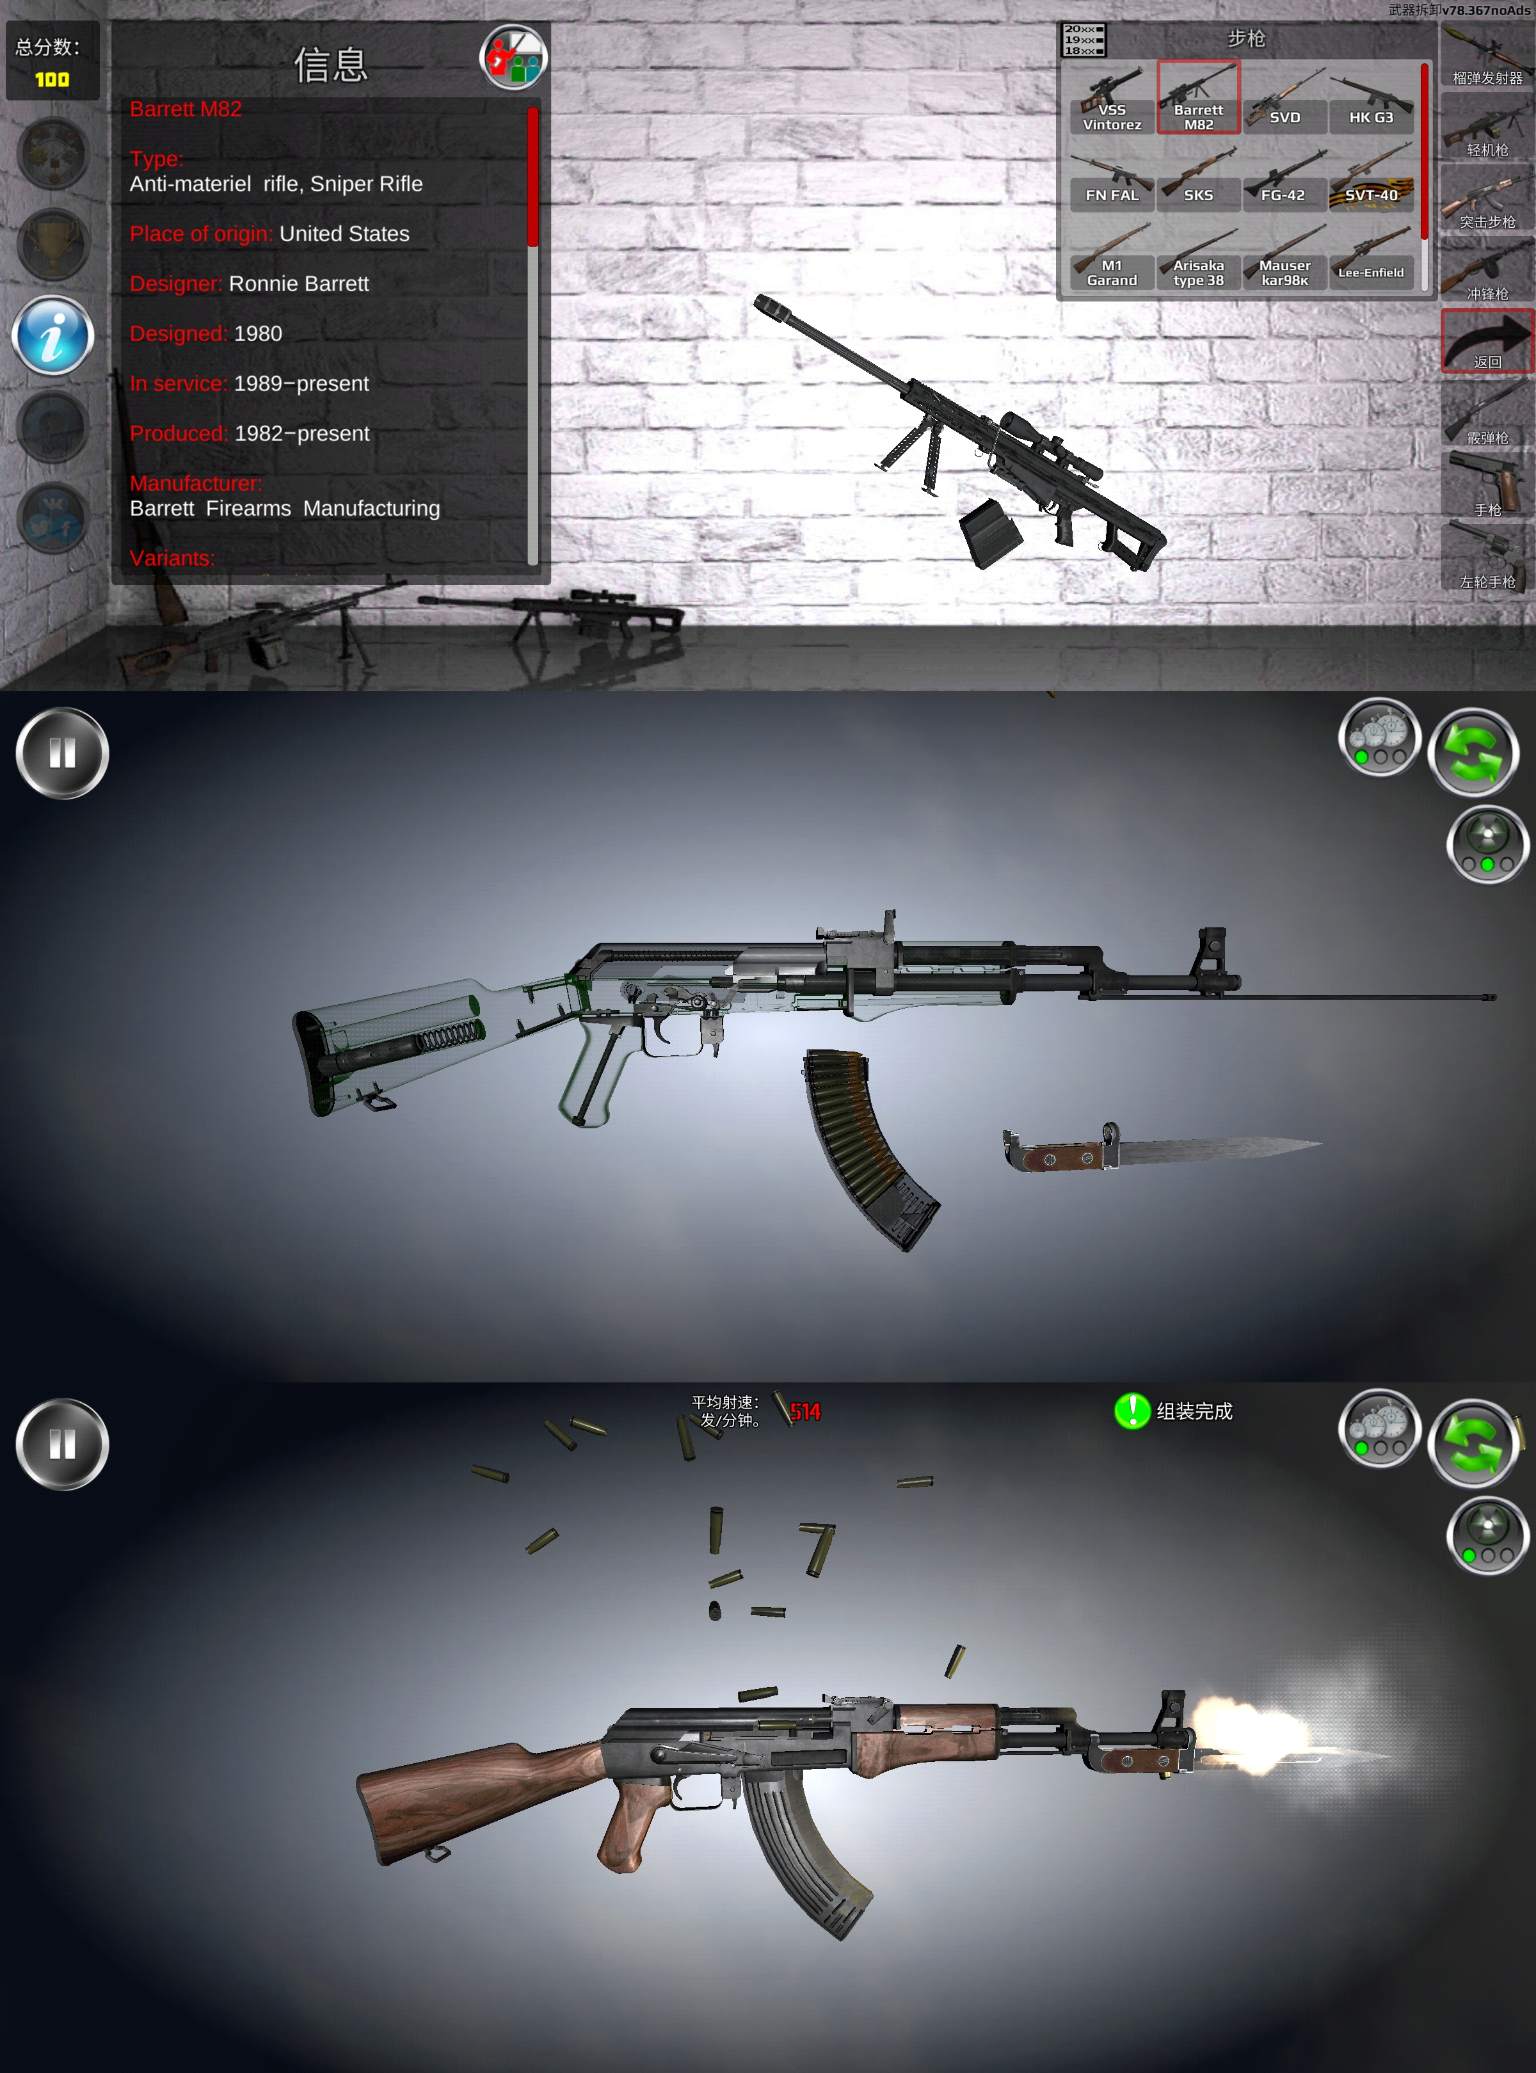 武器拆卸v78.367noAds
总分数:
100
信息
Barrett M82
Type:
Anti-materiel rifle, Sniper Rifle
Place of origin: United States
Designer: Ronnie Barrett
Designed: 1980
In service: 1989–present
Produced: 1982–present
Manufacturer:
Barrett Firearms Manufacturing
Variants:
20xx
19xx
18xx
步枪
VSS
Vintorez
Barrett
M82
SVD
HK G3
FN FAL
SKS
FG-42
SVT-40
M1
Garand
Arisaka
type 38
Mauser
kar98к
Lee-Enfield
榴弹发射器
轻机枪
突击步枪
冲锋枪
返回
霰弹枪
手枪
左轮手枪
平均射速:
发/分钟。
514
组装完成